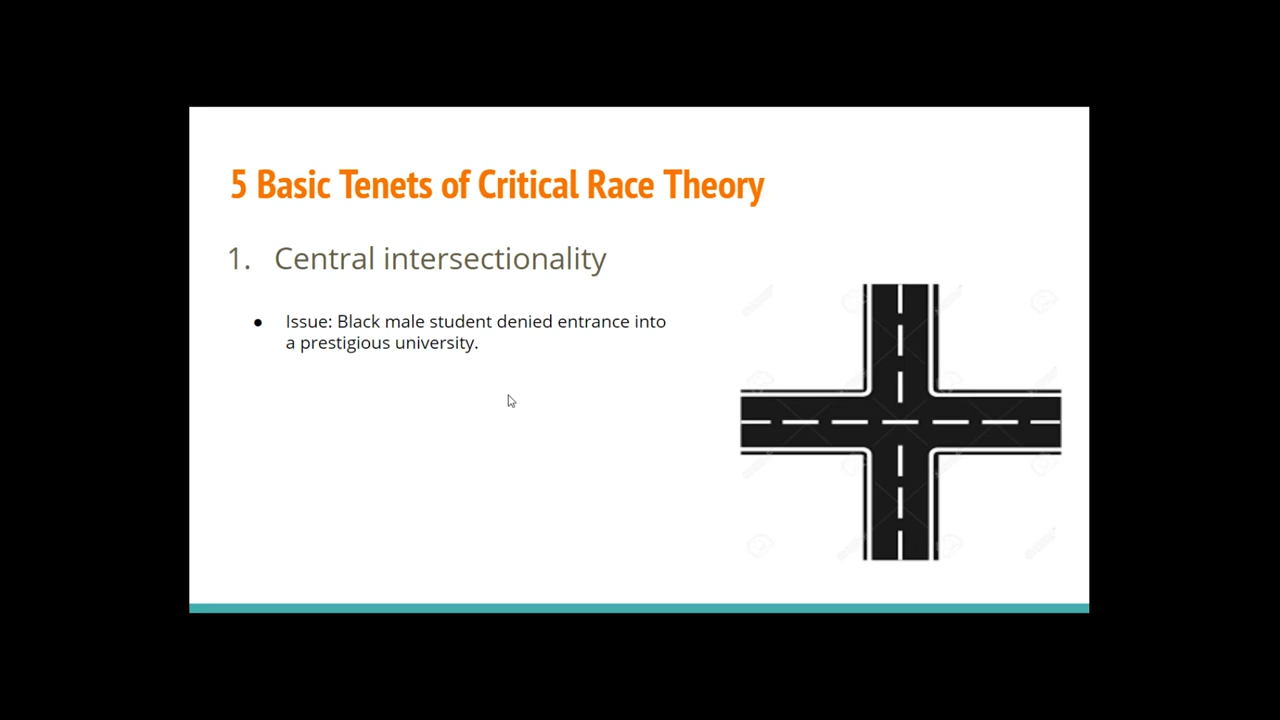 5 Basic Tenets of Critical Race Theory
1. Central intersectionality
● Issue: Black male student denied entrance into
a prestigious university.